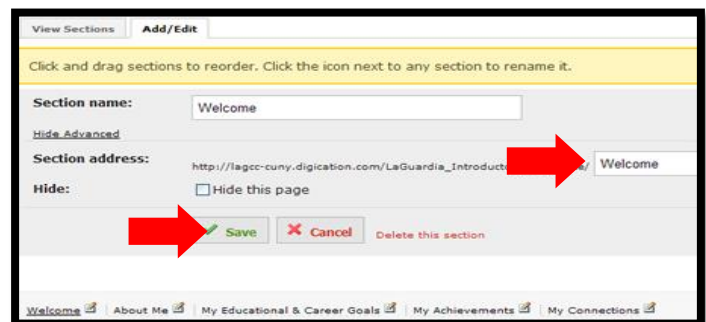 View Sections Add/Edit
Click and drag sections to reorder. Click the icon next to any section to rename it.
Section name: Welcome
Hide Advanced
Section address: http://lagcc-cuny.digication.com/LaGuardia_Introducto / Welcome
Hide: Hide this page
Save Cancel Delete this section
Welcome About Me My Educational & Career Goals My Achievements My Connections